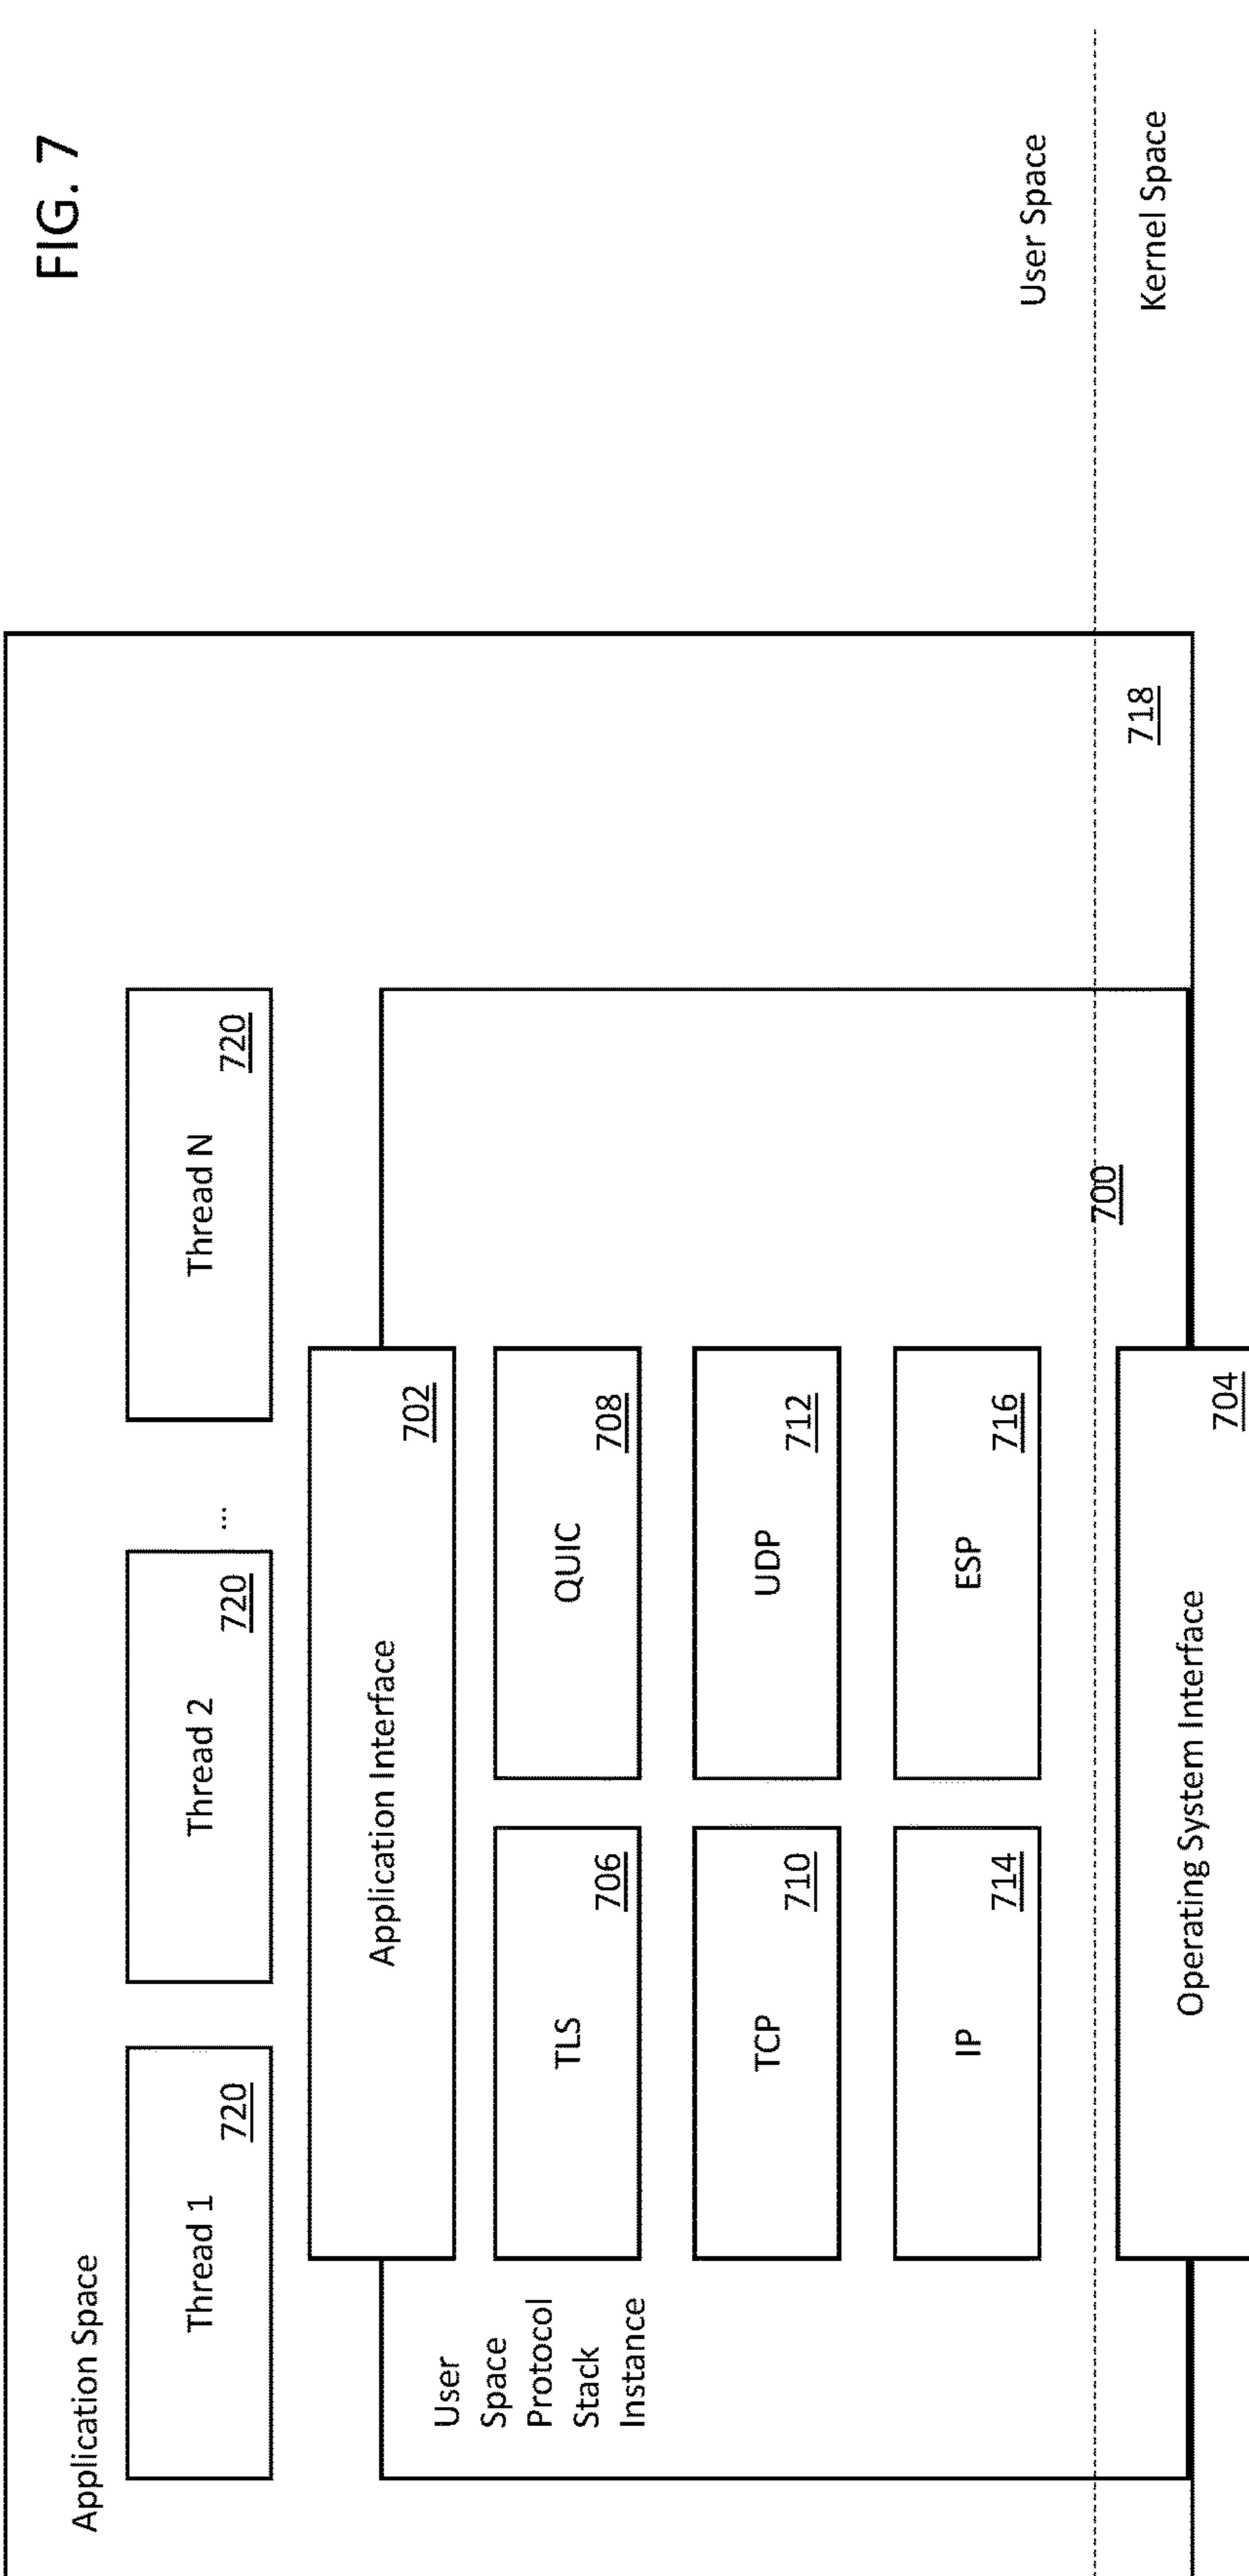 FIG. 7
Application Space
Thread 1
720
Thread 2
720
...
Thread N
720
Application Interface
702
User
Space
Protocol
Stack
Instance
TLS
706
QUIC
708
TCP
710
UDP
712
IP
714
ESP
716
700
User Space
Kernel Space
718
Operating System Interface
704